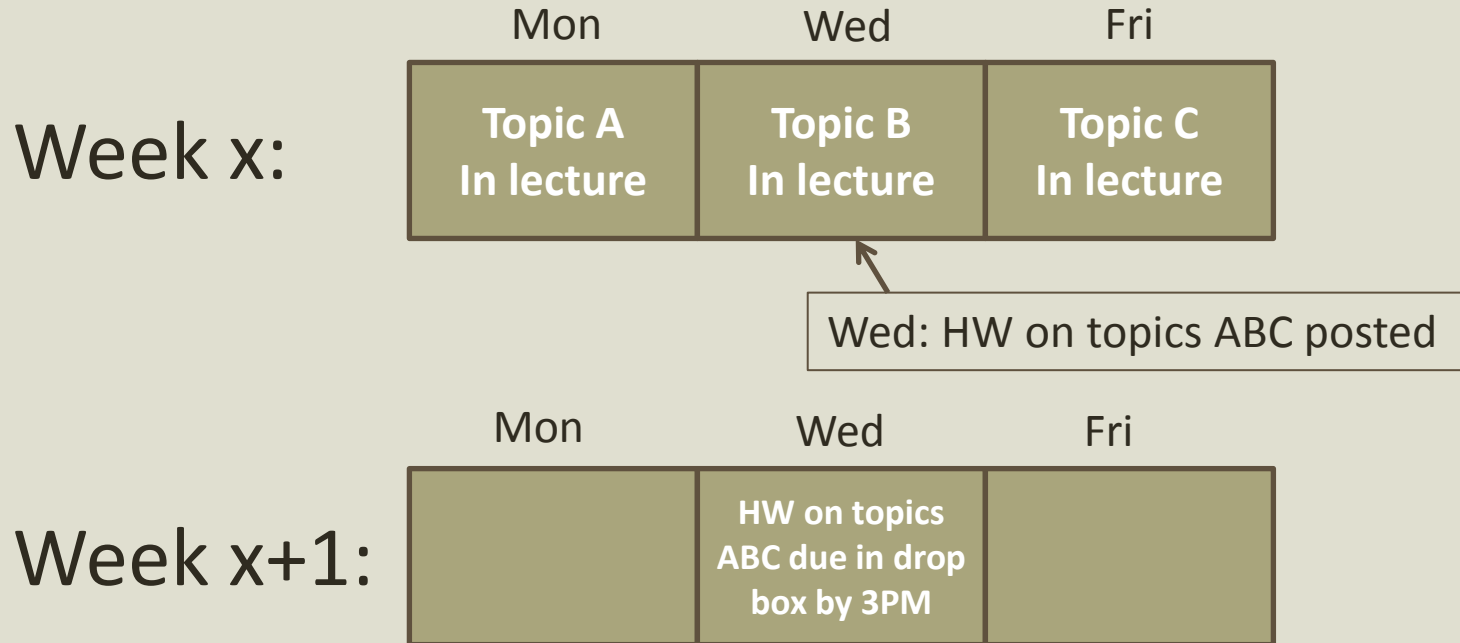 Mon Wed Fri
Week x:
Topic A
In lecture
Topic B
In lecture
Topic C
In lecture
Wed: HW on topics ABC posted
Mon Wed Fri
Week x+1:
HW on topics
ABC due in drop
box by 3PM